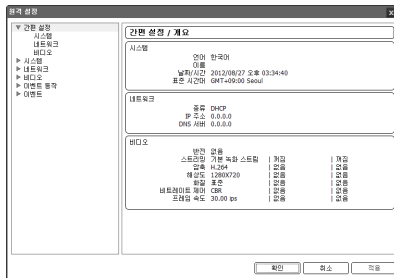 원격 설정
x
▼ 간편 설정
시스템
네트워크
비디오
▶ 시스템
▶ 네트워크
▶ 비디오
▶ 이벤트 동작
▶ 이벤트
간편 설정 / 개요
시스템
언어 한국어
이름
날짜/시간 2012/08/27 오후 03:34:40
표준 시간대 GMT+09:00 Seoul
네트워크
종류 DHCP
IP 주소 0.0.0.0
DNS 서버 0.0.0.0
비디오
반전 없음
스트리밍 기본 녹화 스트림 | 꺼짐 | 꺼짐
압축 H.264 | 없음 | 없음
해상도 1280X720 | 없음 | 없음
화질 표준 | 없음 | 없음
비트레이트 제어 CBR | 없음 | 없음
프레임 속도 30.00 ips | 없음 | 없음
확인 취소 적용